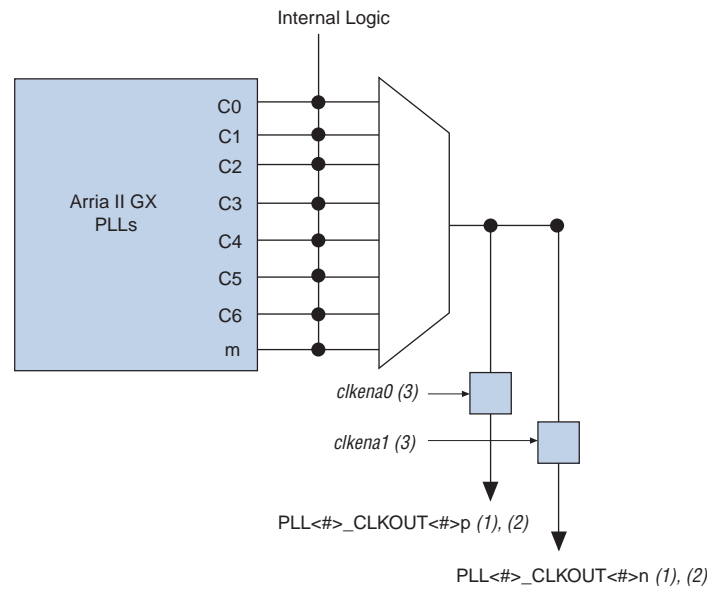 Internal Logic
C0
C1
C2
Arria II GX
PLLs
C3
C4
C5
C6
m
clkena0 (3)
clkena1 (3)
PLL<#>_CLKOUT<#>p (1), (2)
PLL<#>_CLKOUT<#>n (1), (2)